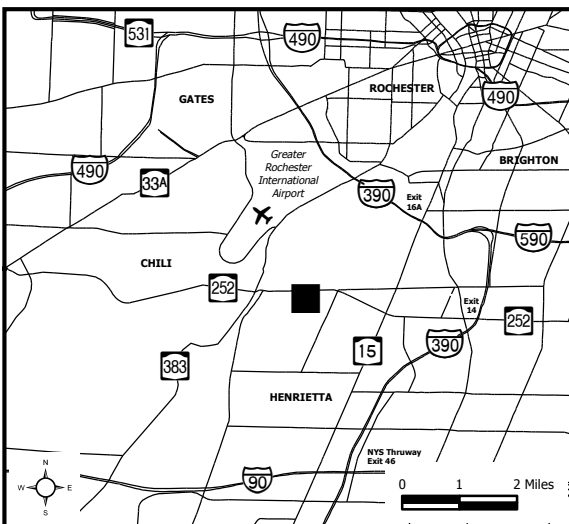 531
490
GATES
ROCHESTER
490
Greater
Rochester
International
Airport
BRIGHTON
490
33A
390
Exit
16A
590
CHILI
252
Exit
14
252
15
390
383
HENRIETTA
NYS Thruway
Exit 46
N
W
E
S
90
0 1 2 Miles